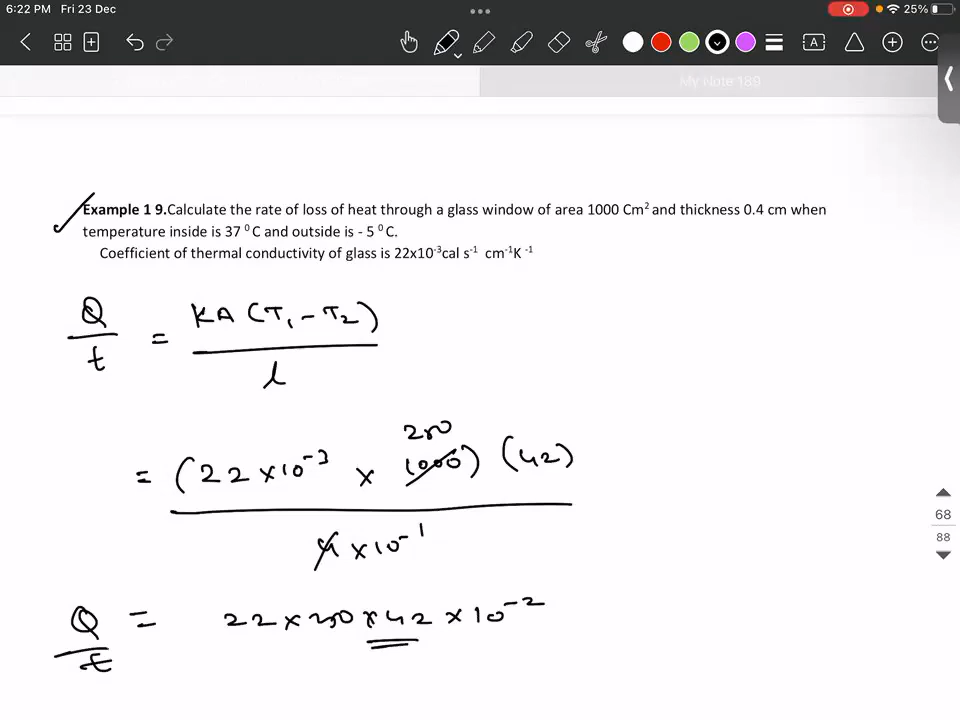 6:22 PM Fri 23 Dec
25%
A
My Note 189
Example 1 9.Calculate the rate of loss of heat through a glass window of area 1000 Cm² and thickness 0.4 cm when
temperature inside is 37 ⁰ C and outside is - 5 ⁰ C.
Coefficient of thermal conductivity of glass is 22x10⁻³cal s⁻¹ cm⁻¹K ⁻¹
Q/t = KA(T₁-T₂)/l
250
= (22×10⁻³ × 1000) (42)
4×10⁻¹
Q/t = 22×250×42×10⁻²
68
88